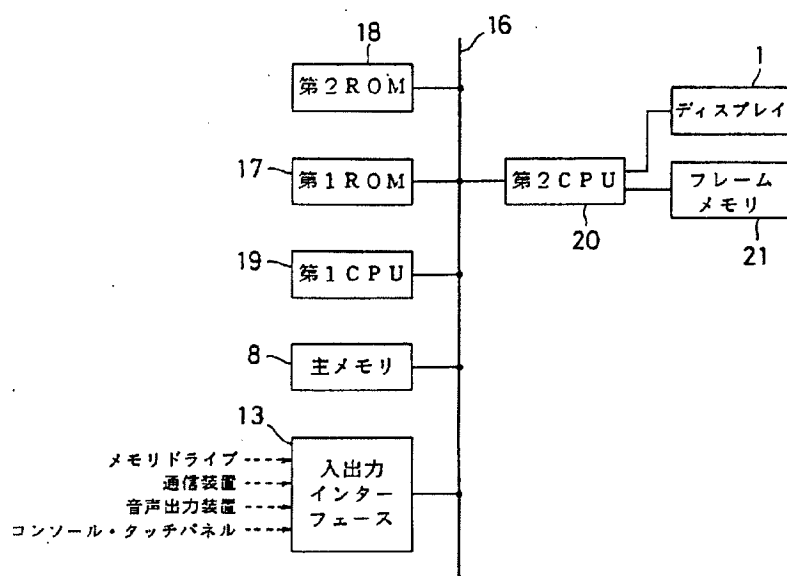 18
16
第２ＲＯＭ
1
ディスプレイ
17
第１ＲＯＭ
第２ＣＰＵ
20
フレーム
メモリ
21
19
第１ＣＰＵ
8
主メモリ
13
メモリドライブ
通信装置
音声出力装置
コンソール・タッチパネル
入出力
インター
フェース